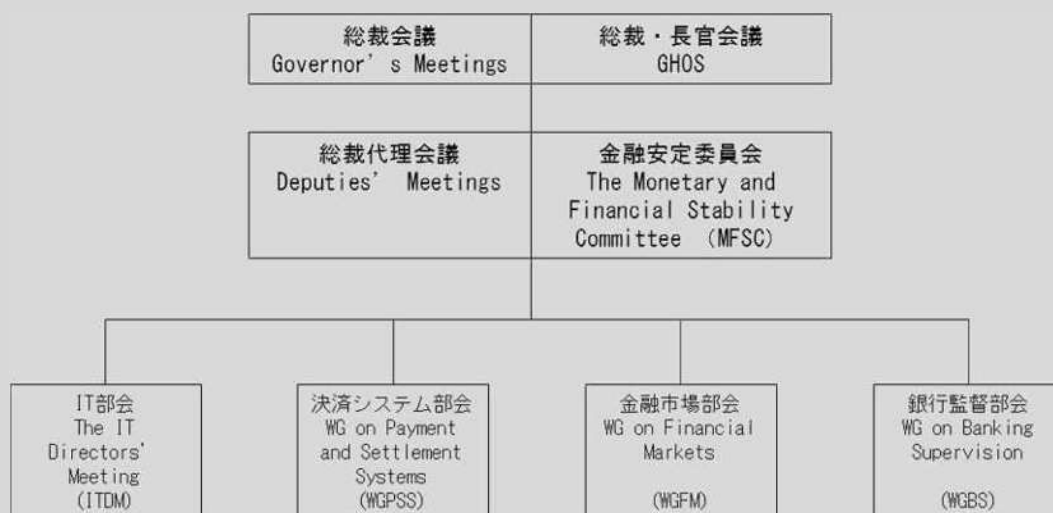 総裁会議
Governor's Meetings
総裁・長官会議
GHOS
総裁代理会議
Deputies' Meetings
金融安定委員会
The Monetary and
Financial Stability
Committee (MFSC)
IT部会
The IT
Directors'
Meeting
(ITDM)
決済システム部会
WG on Payment
and Settlement
Systems
(WGPSS)
金融市場部会
WG on Financial
Markets
(WGFM)
銀行監督部会
WG on Banking
Supervision
(WGBS)